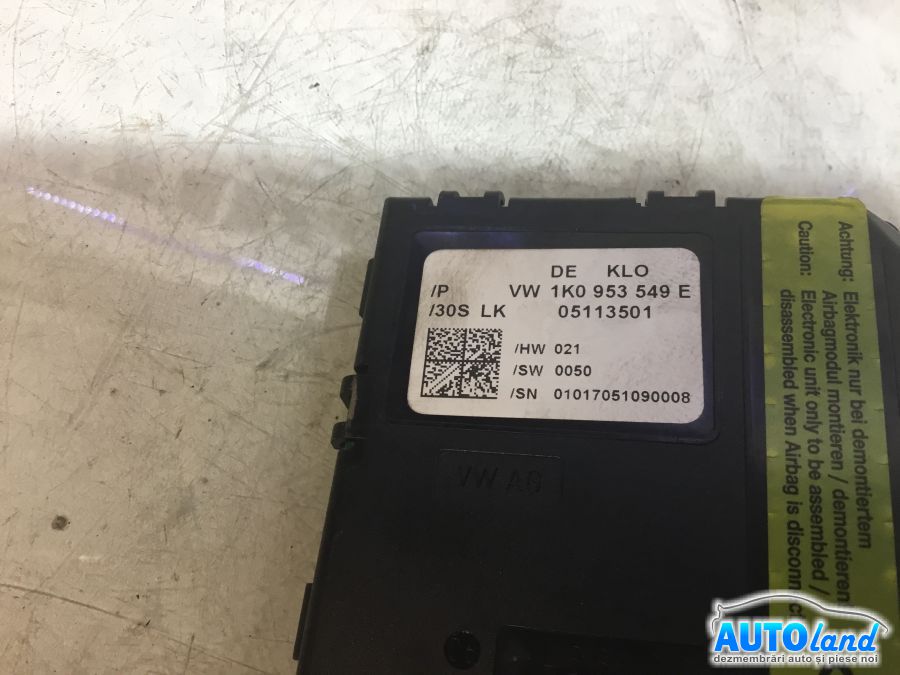 DE KLO
/P VW 1K0 953 549 E
/30S LK 05113501
/HW 021
/SW 0050
/SN 01017051090008
VW AG
Achtung: Elektronik nur bei demontiertem
Airbagmodul montieren / demontieren
Caution: Electronic unit only to be assembled /
disassembled when Airbag is disconn
AUTOland
dezmembrări auto și piese noi